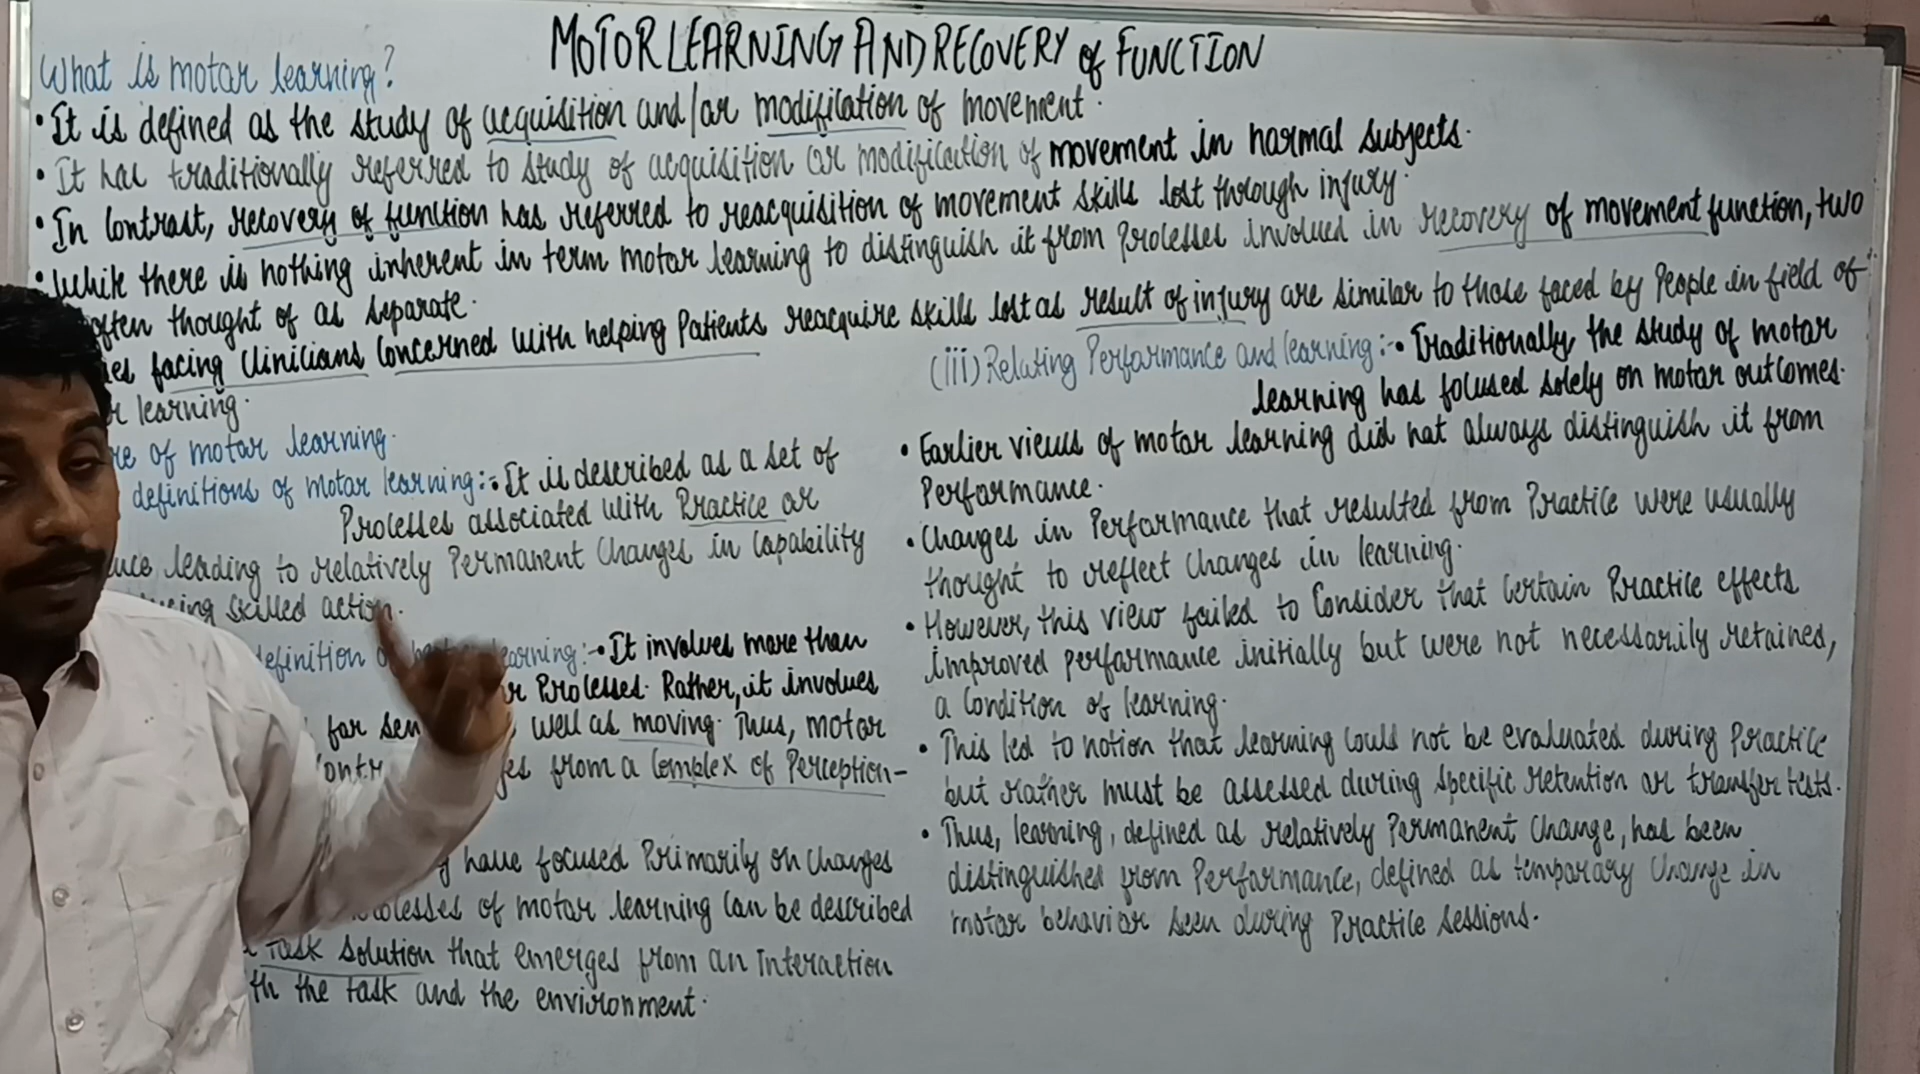 MOTOR LEARNING AND RECOVERY of FUNCTION
What is motor learning?
• It is defined as the study of acquisition and/or modification of movement.
• It has traditionally referred to study of acquisition or modification of movement in normal subjects.
• In contrast, recovery of function has referred to reacquisition of movement skills lost through injury.
• While there is nothing inherent in term motor learning to distinguish it from processes involved in recovery of movement function, two
often thought of as separate.
facing clinicians concerned with helping patients reacquire skills lost as result of injury are similar to those faced by people in field of
learning.
of motor learning.
definitions of motor learning:- • It is described as a set of
Processes associated with Practice or
leading to relatively Permanent Changes in Capability
skilled action.
definition learning:- • It involves more than
Processes. Rather, it involves
for well as moving. Thus, motor
from a complex of Perception-
have focused Primarily on changes
of motor learning can be described
Task solution that emerges from an Interaction
the task and the environment.
(iii) Relating Performance and learning:- • Traditionally, the study of motor
learning has focused solely on motor outcomes.
• Earlier views of motor learning did not always distinguish it from
Performance.
• Changes in Performance that resulted from Practice were usually
thought to reflect changes in learning.
• However, this view failed to Consider that certain Practice effects
improved performance initially but were not necessarily retained,
a Condition of learning.
• This led to notion that learning could not be evaluated during Practice
but rather must be assessed during specific retention or transfer tests.
• Thus, learning, defined as relatively Permanent Change, has been
distinguished from Performance, defined as temporary change in
motor behavior seen during Practice sessions.